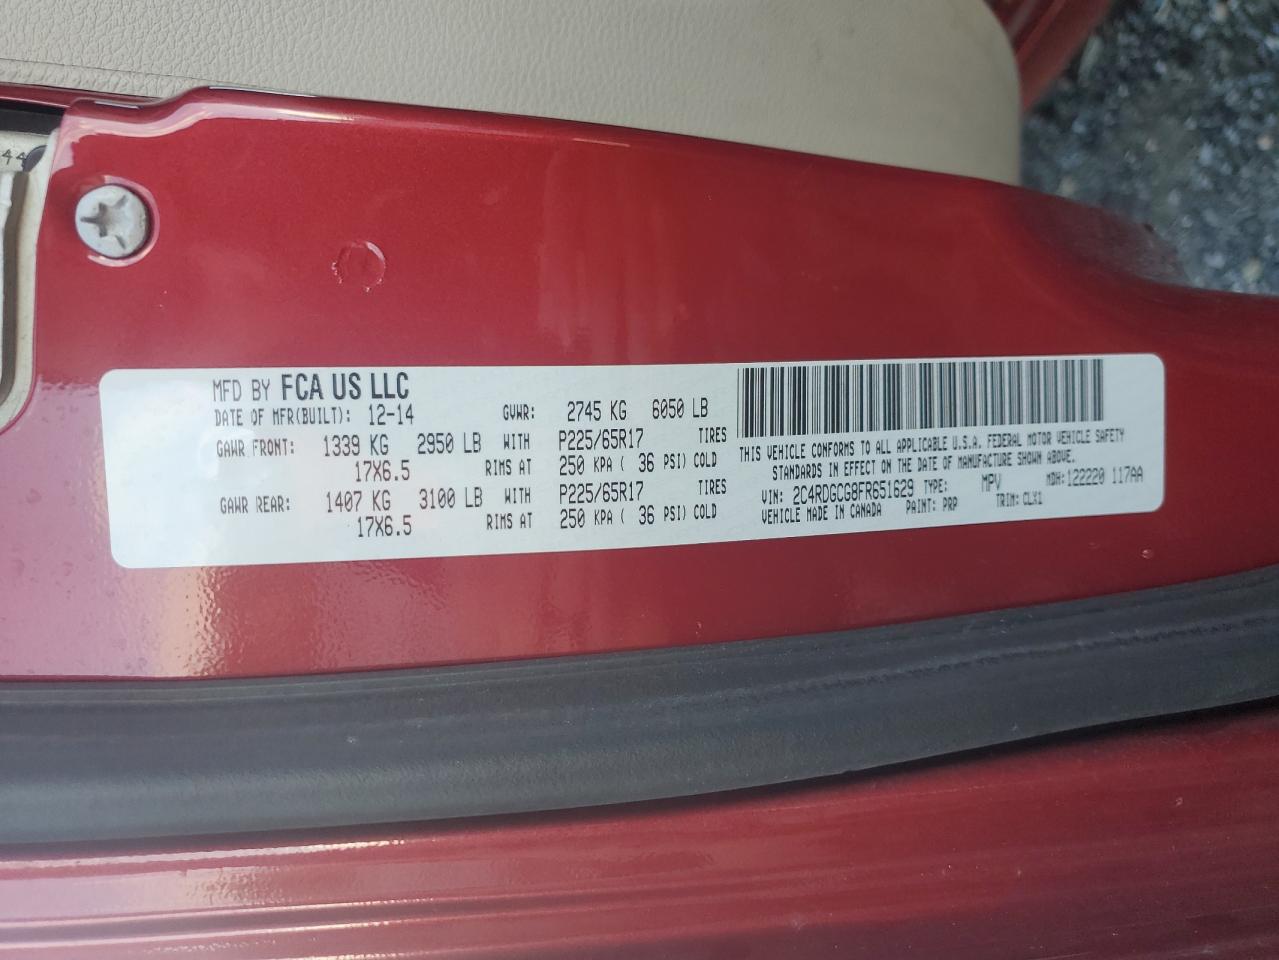 44
MFD BY FCA US LLC
DATE OF MFR(BUILT): 12-14 GVWR: 2745 KG 6050 LB
GAWR FRONT: 1339 KG 2950 LB WITH P225/65R17 TIRES
17X6.5 RIMS AT 250 KPA ( 36 PSI) COLD
GAWR REAR: 1407 KG 3100 LB WITH P225/65R17 TIRES
17X6.5 RIMS AT 250 KPA ( 36 PSI) COLD
THIS VEHICLE CONFORMS TO ALL APPLICABLE U.S.A. FEDERAL MOTOR VEHICLE SAFETY
STANDARDS IN EFFECT ON THE DATE OF MANUFACTURE SHOWN ABOVE.
VIN: 2C4RDGCG8FR651629 TYPE: MPV MDH: 122220 117AA
VEHICLE MADE IN CANADA PAINT: PRP TRIM: CLX1